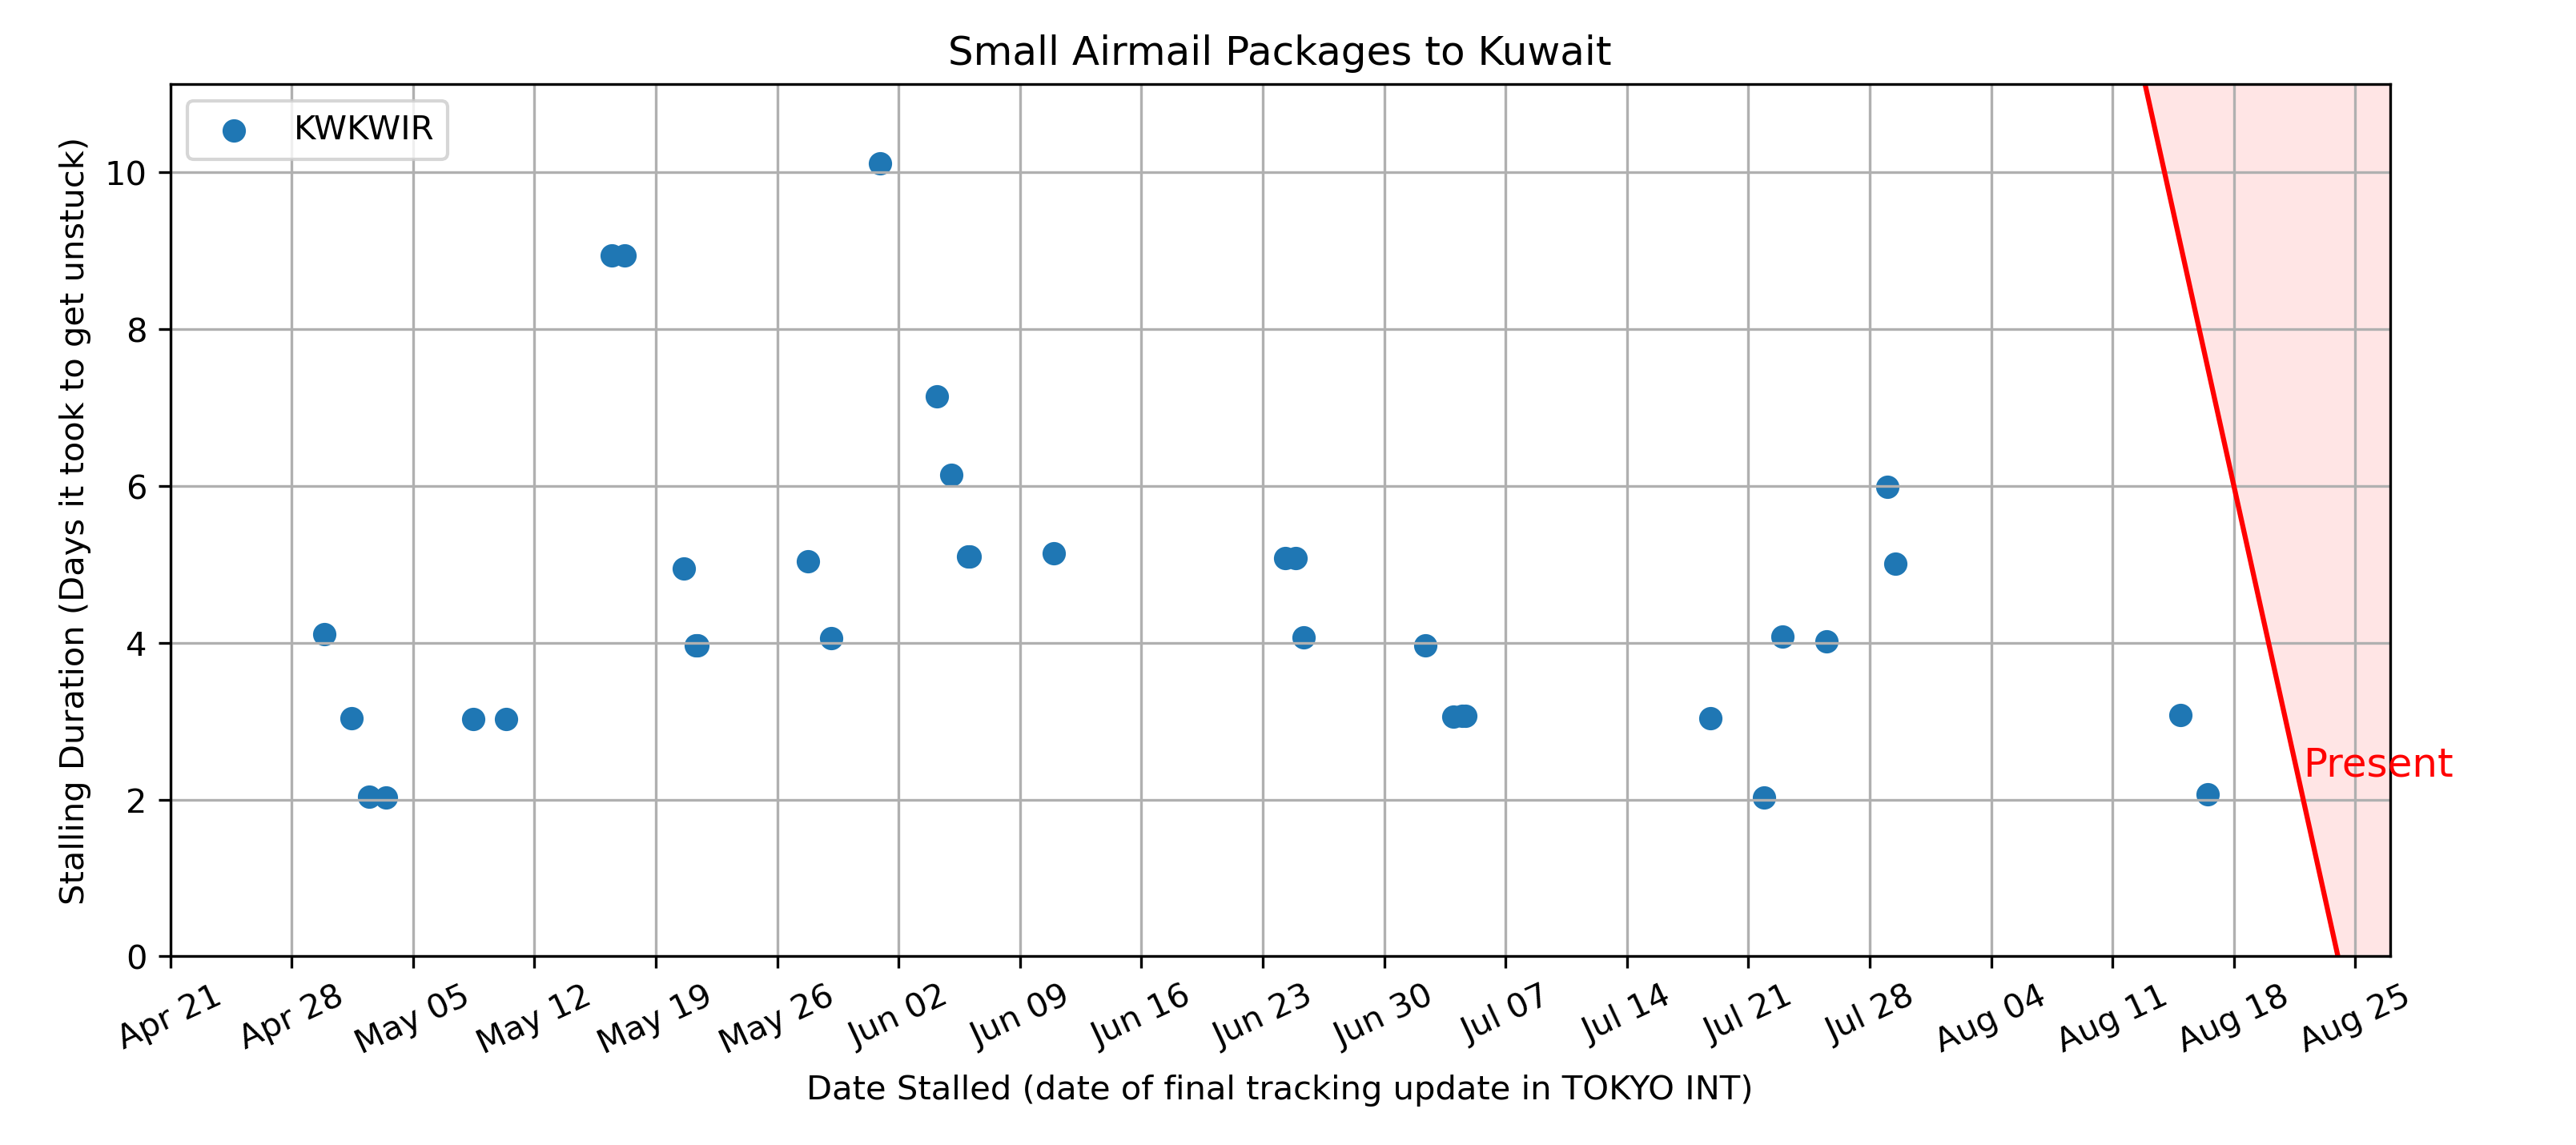 Small Airmail Packages to Kuwait
KWKWIR
Stalling Duration (Days it took to get unstuck)
10
8
6
4
2
0
Present
Apr 21
Apr 28
May 05
May 12
May 19
May 26
Jun 02
Jun 09
Jun 16
Jun 23
Jun 30
Jul 07
Jul 14
Jul 21
Jul 28
Aug 04
Aug 11
Aug 18
Aug 25
Date Stalled (date of final tracking update in TOKYO INT)